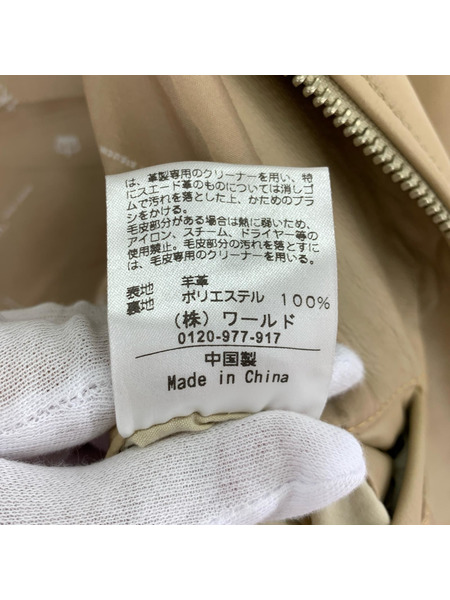 は、革製専用のクリーナーを用い、特
にスエード革のものについては消しゴ
ムで汚れを落とした上、かためのブラ
シをかける。
毛皮部分がある場合は熱に弱いため、
アイロン、スチーム、ドライヤー等の
使用禁止。毛皮部分の汚れを落とすに
は、毛皮専用のクリーナーを用いる。
表地 羊革
裏地 ポリエステル 100%
(株)ワールド
0120-977-917
中国製
Made in China